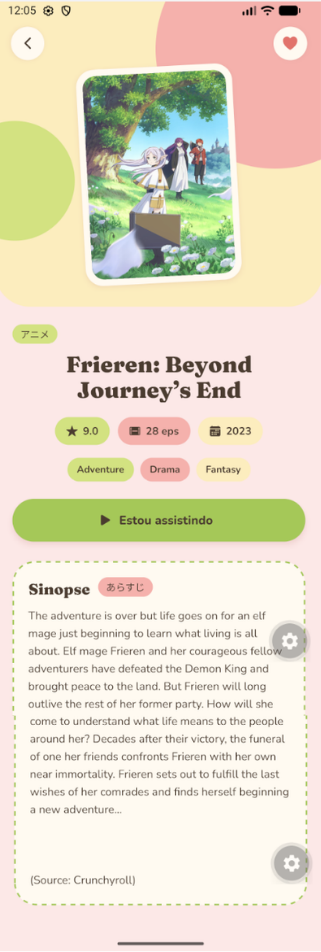 12:05
アニメ
Frieren: Beyond
Journey's End
9.0
28 eps
2023
Adventure
Drama
Fantasy
Estou assistindo
Sinopse
あらすじ
The adventure is over but life goes on for an elf
mage just beginning to learn what living is all
about. Elf mage Frieren and her courageous fellow
adventurers have defeated the Demon King and
brought peace to the land. But Frieren will long
outlive the rest of her former party. How will she
come to understand what life means to the people
around her? Decades after their victory, the funeral
of one her friends confronts Frieren with her own
near immortality. Frieren sets out to fulfill the last
wishes of her comrades and finds herself beginning
a new adventure...
(Source: Crunchyroll)